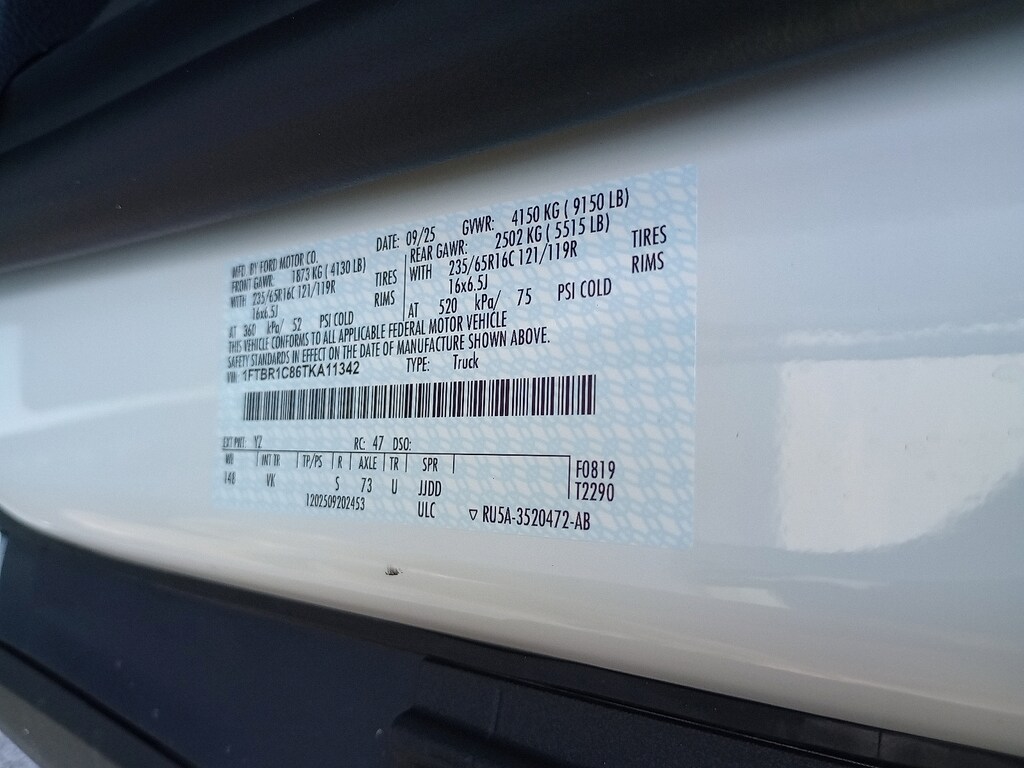 MFD. BY FORD MOTOR CO. DATE: 09/25 GVWR: 4150 KG ( 9150 LB)
FRONT GAWR: 1873 KG ( 4130 LB) REAR GAWR: 2502 KG ( 5515 LB)
WITH 235/65R16C 121/119R TIRES WITH 235/65R16C 121/119R TIRES
16x6.5J RIMS 16x6.5J RIMS
AT 360 kPa/ 52 PSI COLD AT 520 kPa/ 75 PSI COLD
THIS VEHICLE CONFORMS TO ALL APPLICABLE FEDERAL MOTOR VEHICLE
SAFETY STANDARDS IN EFFECT ON THE DATE OF MANUFACTURE SHOWN ABOVE.
VIN: 1FTBR1C86TKA11342 TYPE: Truck
EXT PNT: YZ RC: 47 DSO:
WB INT TR TP/PS R AXLE TR SPR F0819
148 VK S 73 U JJDD T2290
1202509202453 ULC ▽ RU5A-3520472-AB